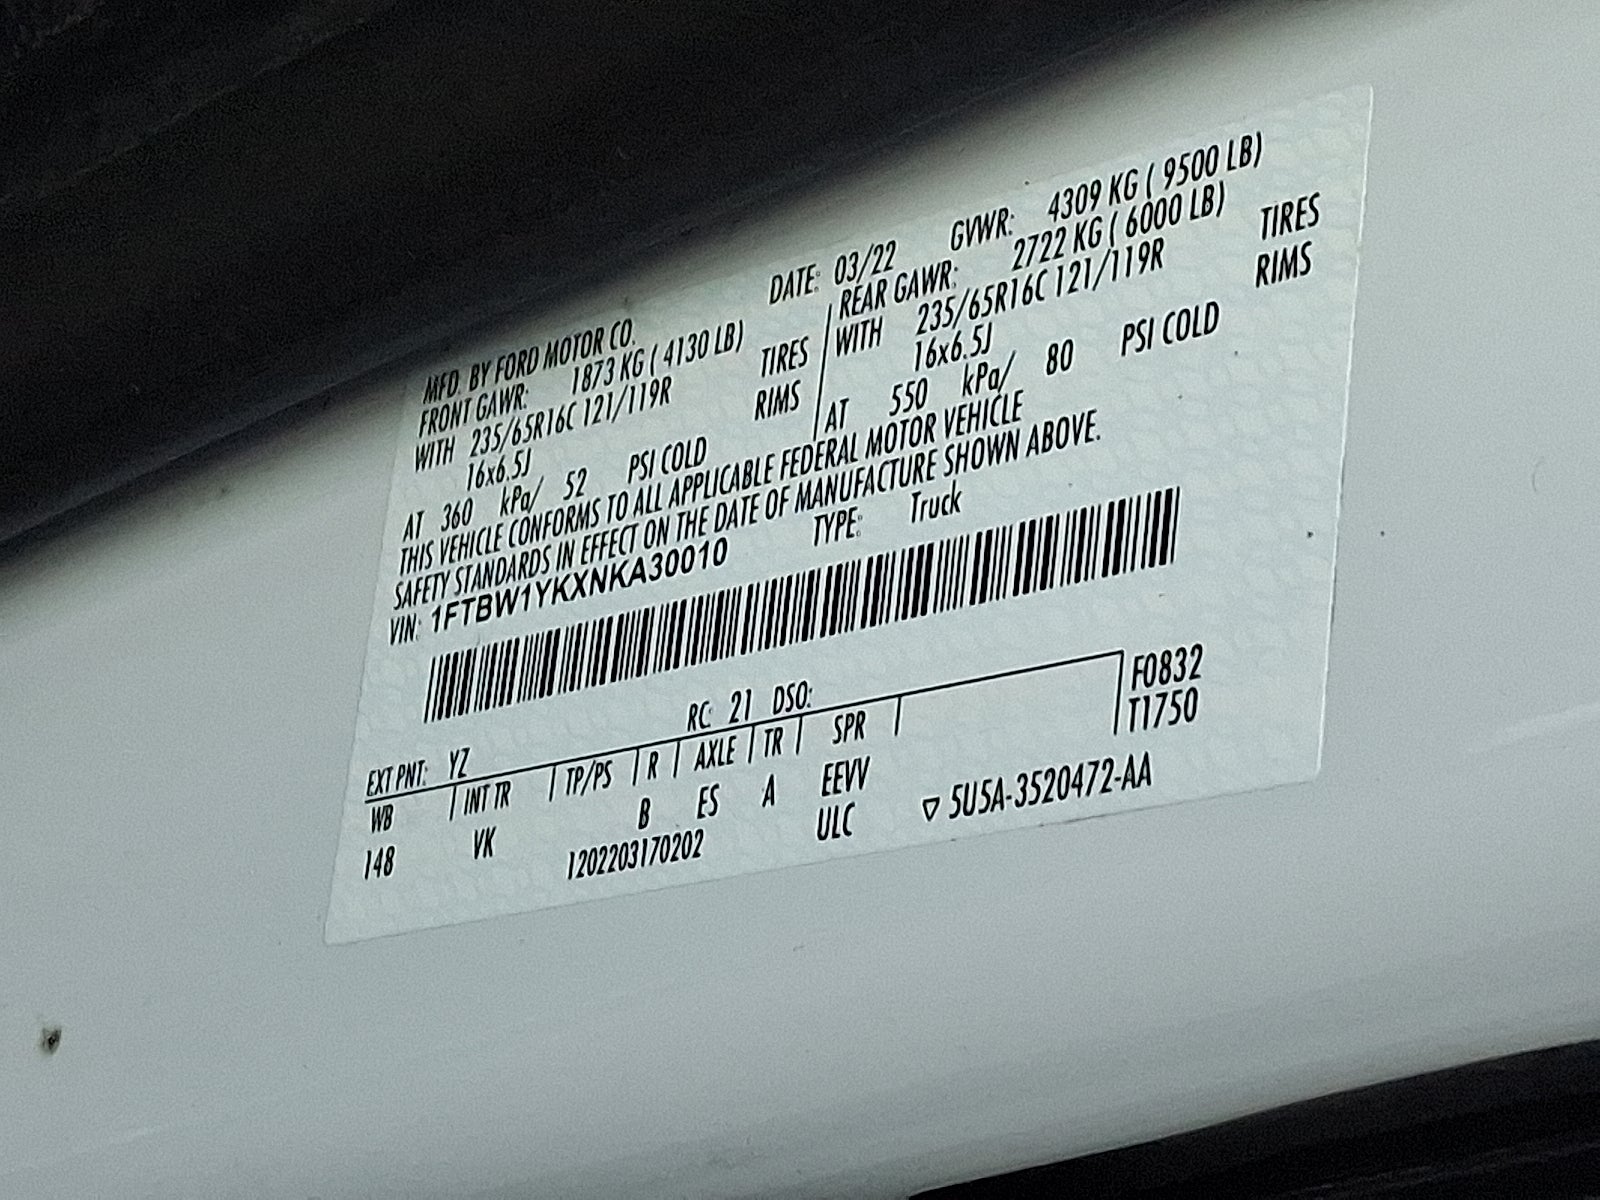 MFD. BY FORD MOTOR CO. DATE: 03/22 GVWR: 4309 KG ( 9500 LB)
FRONT GAWR: 1873 KG ( 4130 LB) REAR GAWR: 2722 KG ( 6000 LB)
WITH 235/65R16C 121/119R TIRES WITH 235/65R16C 121/119R TIRES
16x6.5J RIMS 16x6.5J RIMS
AT 360 kPa/ 52 PSI COLD AT 550 kPa/ 80 PSI COLD
THIS VEHICLE CONFORMS TO ALL APPLICABLE FEDERAL MOTOR VEHICLE
SAFETY STANDARDS IN EFFECT ON THE DATE OF MANUFACTURE SHOWN ABOVE.
VIN: 1FTBW1YKXNKA30010 TYPE: Truck
EXT PNT: YZ RC: 21 DSO: F0832
WB INT TR TP/PS R AXLE TR SPR T1750
148 VK B ES A EEVV
1202203170202 ULC ▽ 5U5A-3520472-AA